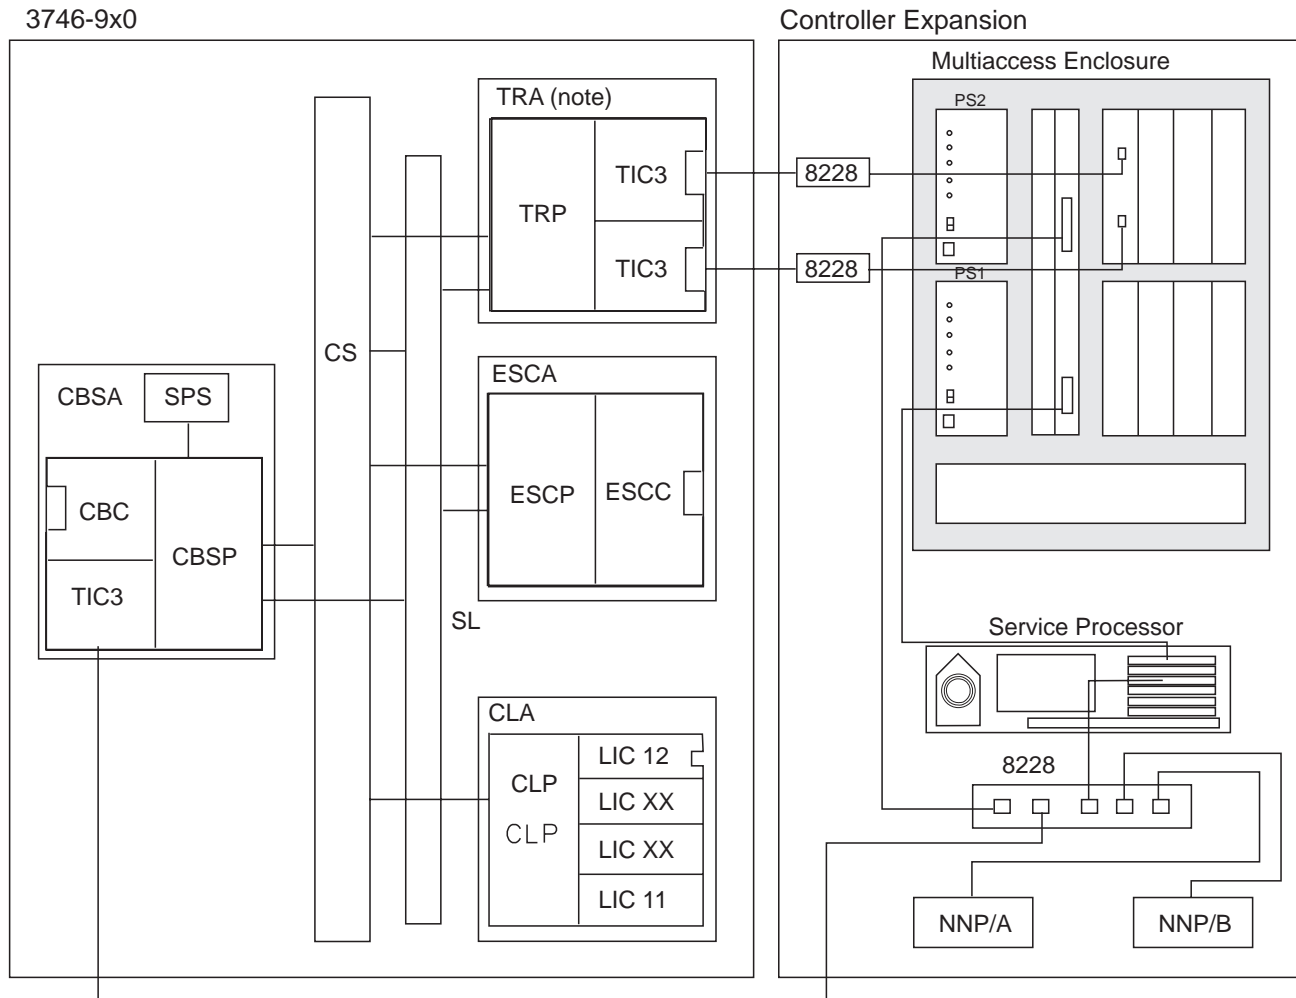 3746-9x0
Controller Expansion
Multiaccess Enclosure
TRA (note)
PS2
TIC3
8228
TRP
TIC3
8228
PS1
CS
ESCA
CBSA
SPS
ESCP
ESCC
CBC
CBSP
TIC3
SL
Service Processor
CLA
LIC 12
CLP
LIC XX
CLP
LIC XX
LIC 11
8228
NNP/A
NNP/B